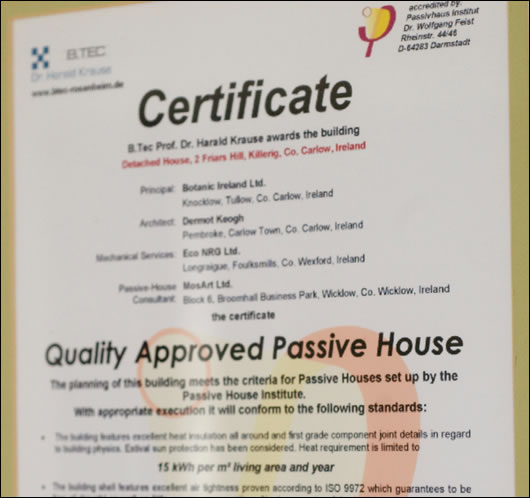 B.TEC
Dr. Harald Krause
www.btec-rosenheim.de
accredited by:
Passivhaus Institut
Dr. Wolfgang Feist
Rheinstr. 44/46
D-64283 Darmstadt
Certificate
B.Tec Prof. Dr. Harald Krause awards the building
Detached House, 2 Friars Hill, Killerig, Co. Carlow, Ireland
Principal: Botanic Ireland Ltd.
Knocklow, Tullow, Co. Carlow, Ireland
Architect: Dermot Keogh
Pembroke, Carlow Town, Co. Carlow, Ireland
Mechanical Services: Eco NRG Ltd.
Longraigue, Foulksmills, Co. Wexford, Ireland
Passive-House MosArt Ltd.
Consultant: Block 6, Broomhall Business Park, Wicklow, Co. Wicklow, Ireland
the certificate
Quality Approved Passive House
The planning of this building meets the criteria for Passive Houses set up by the
Passive House Institute.
With appropriate execution it will conform to the following standards:
• The building features excellent heat insulation all around and first grade component joint details in regard
to building physics. Estival sun protection has been considered. Heat requirement is limited to
15 kWh per m² living area and year
• The building shell features excellent air tightness proven according to ISO 9972 which guarantees to be